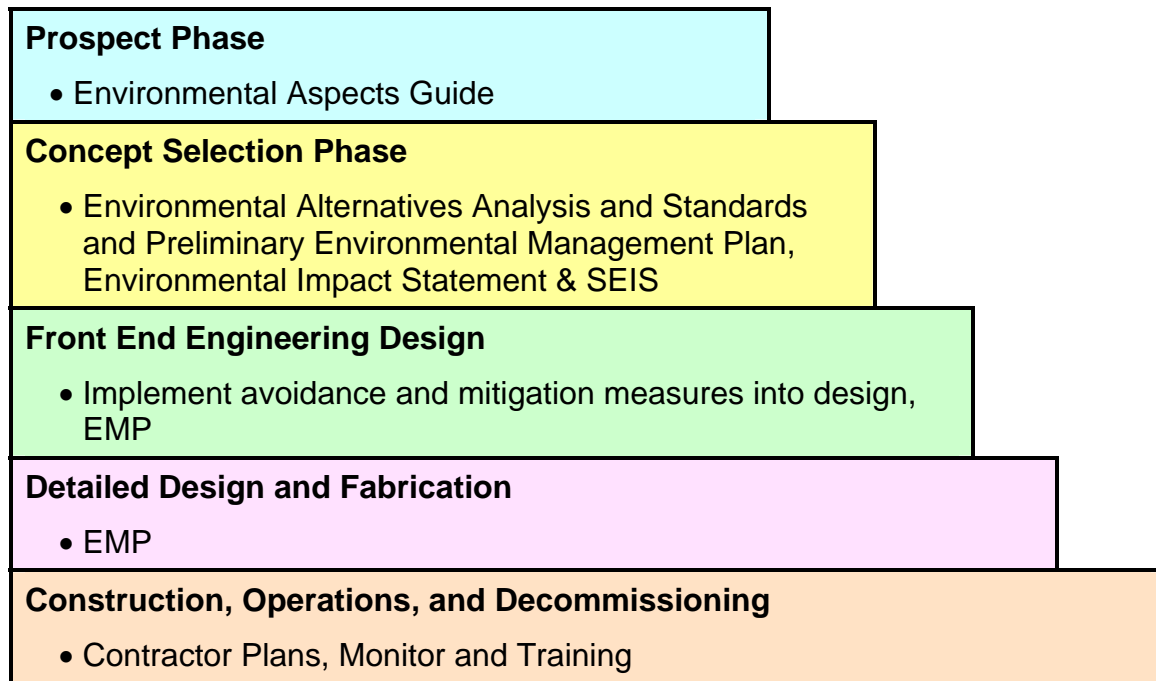 Prospect Phase
• Environmental Aspects Guide
Concept Selection Phase
• Environmental Alternatives Analysis and Standards
and Preliminary Environmental Management Plan,
Environmental Impact Statement & SEIS
Front End Engineering Design
• Implement avoidance and mitigation measures into design,
EMP
Detailed Design and Fabrication
• EMP
Construction, Operations, and Decommissioning
• Contractor Plans, Monitor and Training